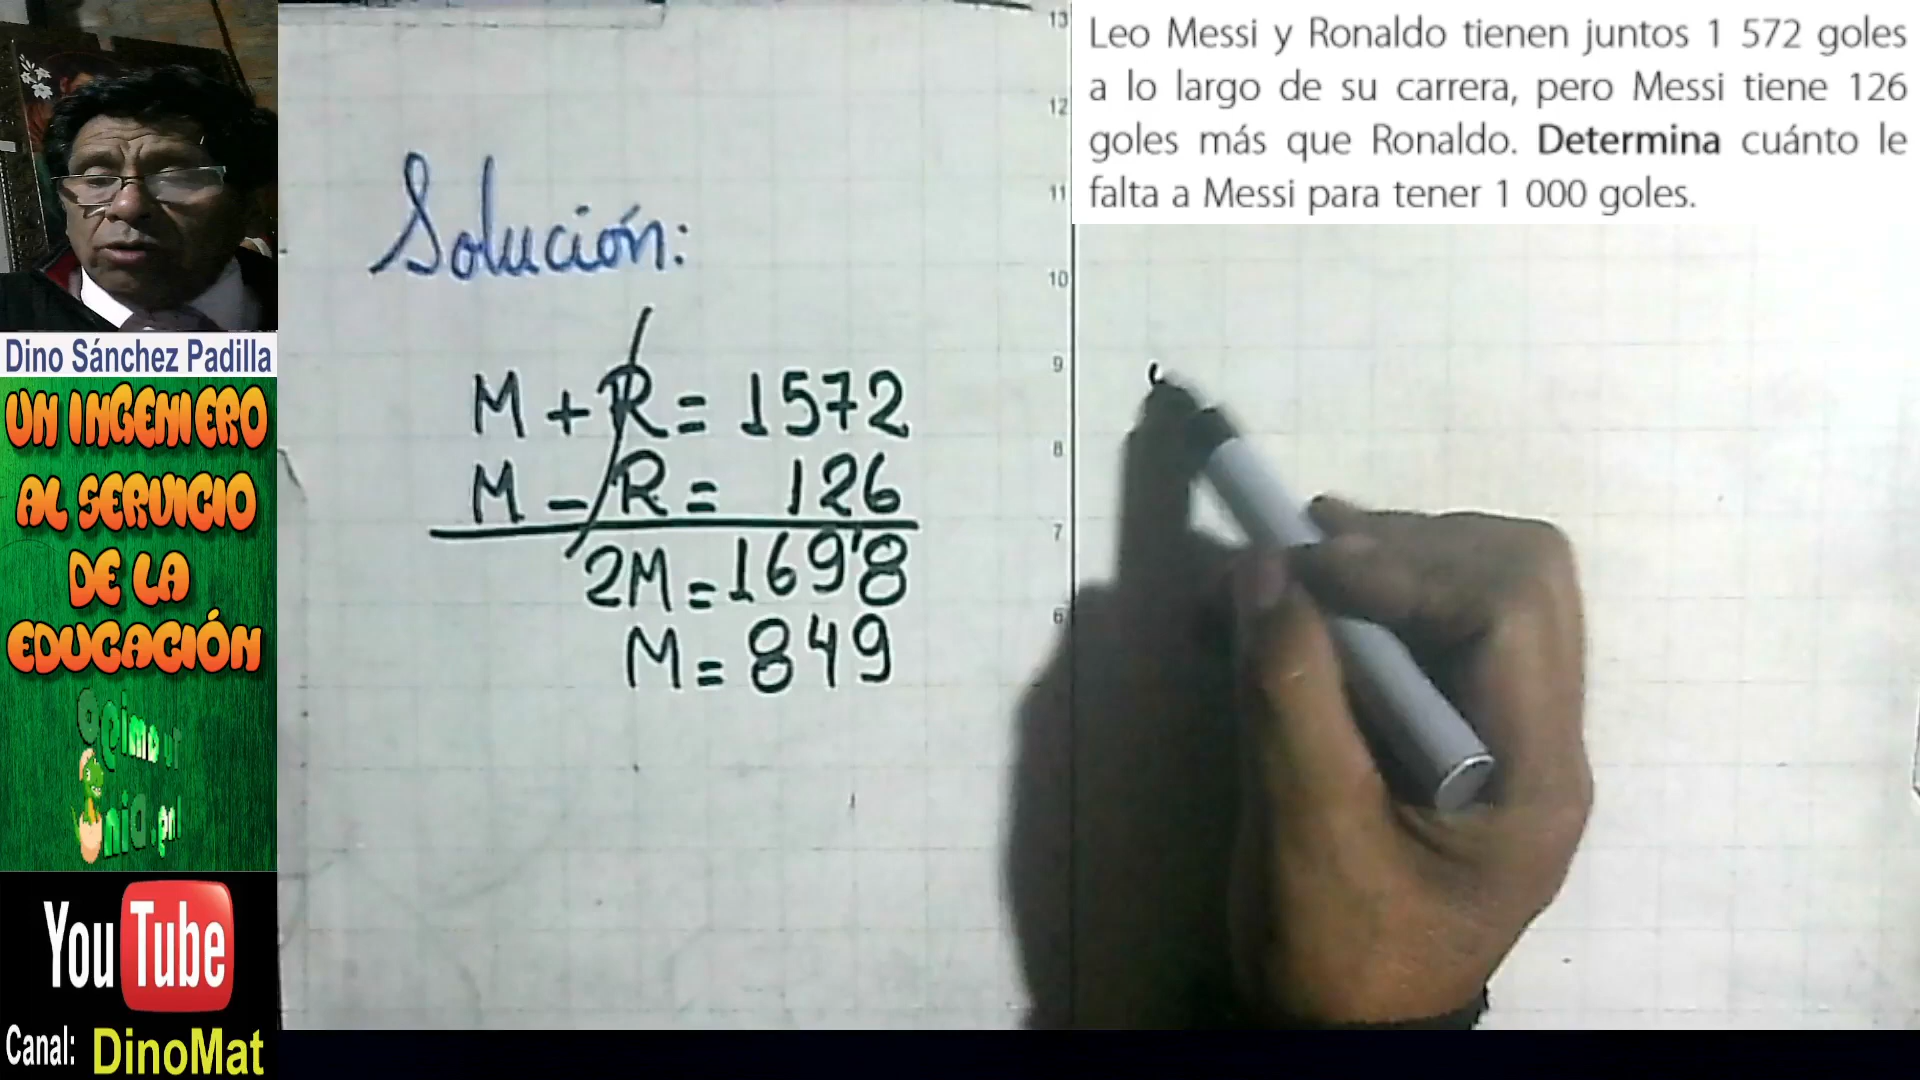 Leo Messi y Ronaldo tienen juntos 1 572 goles
a lo largo de su carrera, pero Messi tiene 126
goles más que Ronaldo. Determina cuánto le
falta a Messi para tener 1 000 goles.
Solución:
M + R = 1572
M - R = 126
2M = 1698
M = 849
13
12
11
10
9
8
7
6
Dino Sánchez Padilla
UN INGENIERO
AL SERVICIO
DE LA
EDUCACIÓN
YouTube
Canal: DinoMat